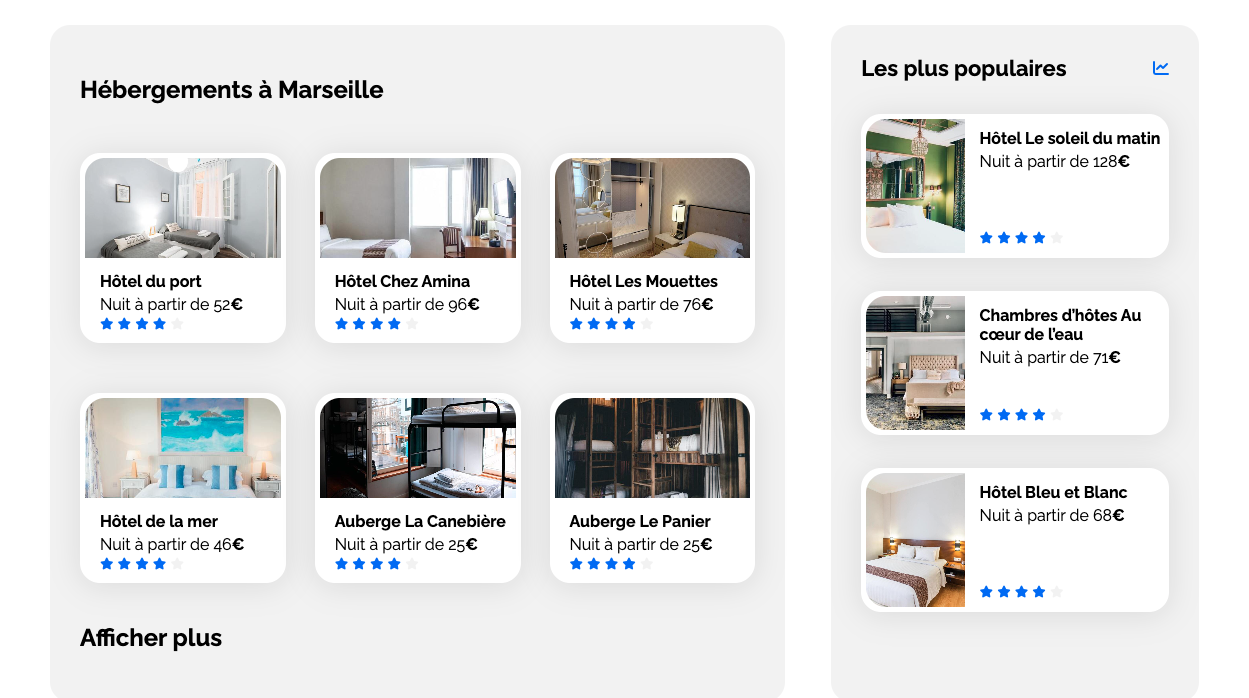 Hébergements à Marseille
Hôtel du port
Nuit à partir de 52€
Hôtel Chez Amina
Nuit à partir de 96€
Hôtel Les Mouettes
Nuit à partir de 76€
Hôtel de la mer
Nuit à partir de 46€
Auberge La Canebière
Nuit à partir de 25€
Auberge Le Panier
Nuit à partir de 25€
Afficher plus
Les plus populaires
Hôtel Le soleil du matin
Nuit à partir de 128€
Chambres d’hôtes Au
cœur de l’eau
Nuit à partir de 71€
Hôtel Bleu et Blanc
Nuit à partir de 68€